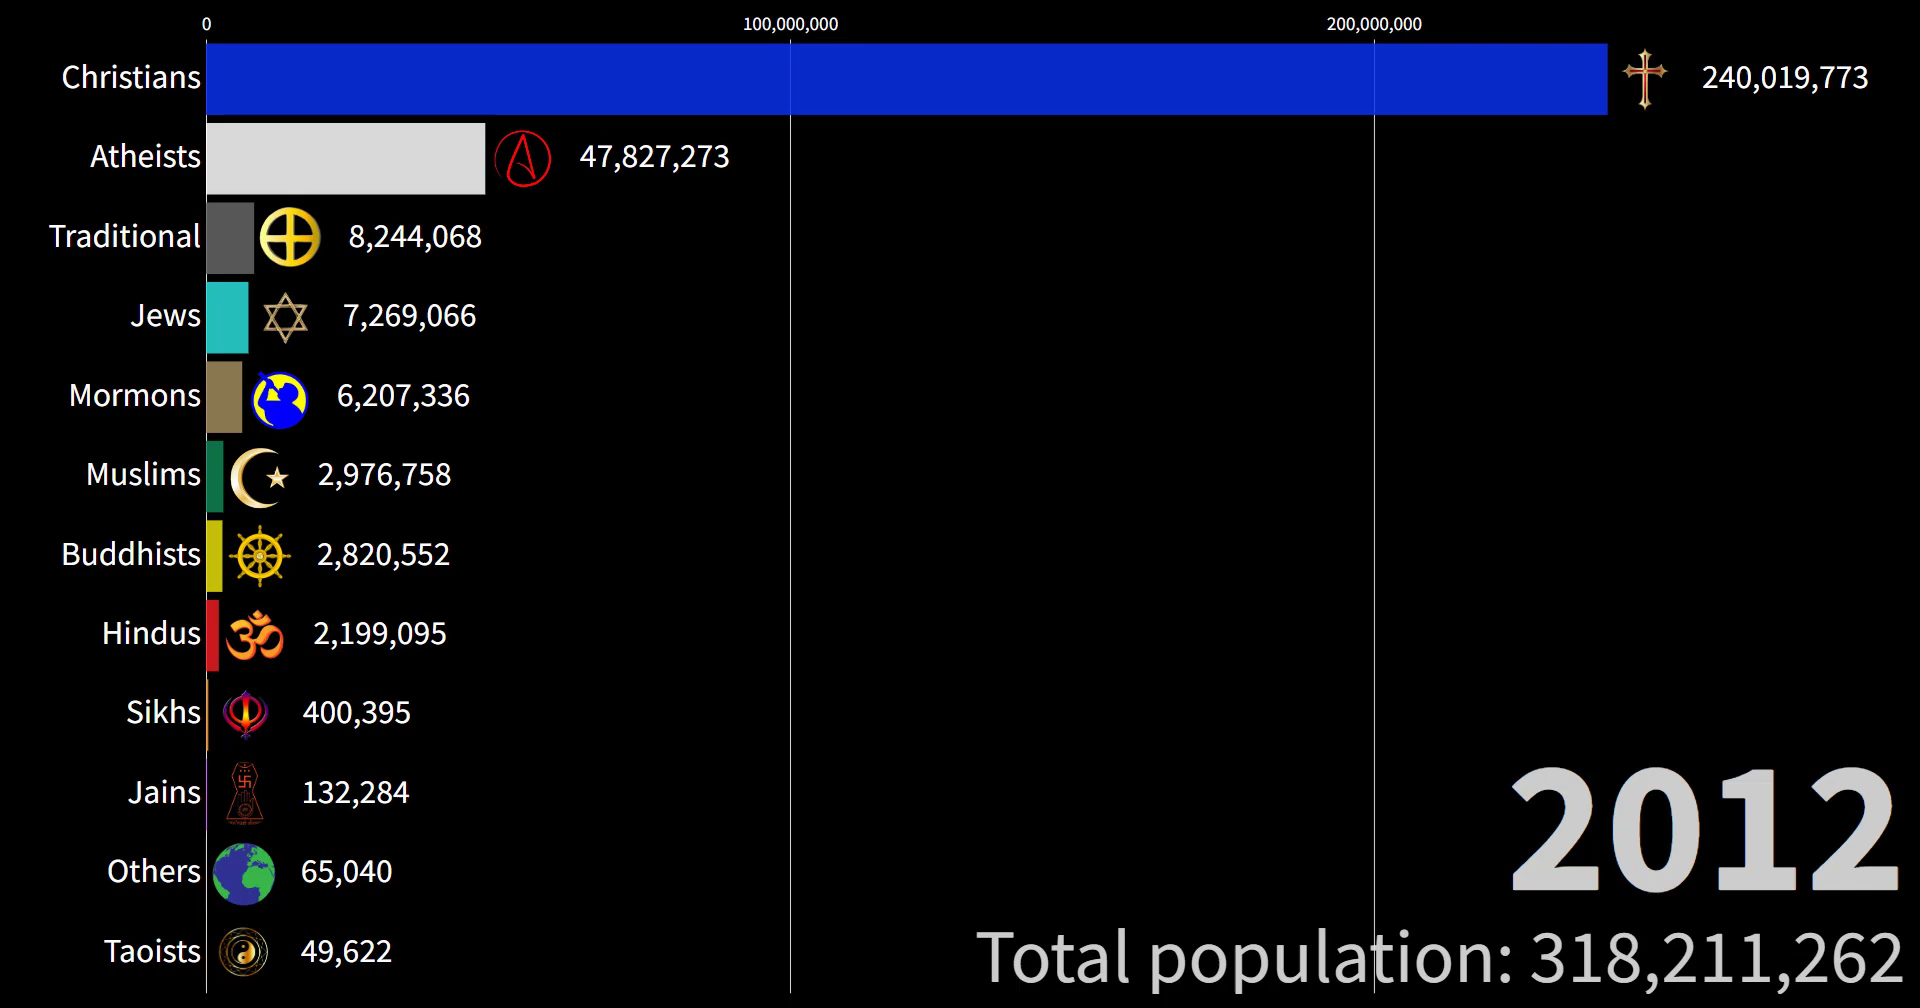 0 100,000,000 200,000,000
Christians 240,019,773
Atheists 47,827,273
Traditional 8,244,068
Jews 7,269,066
Mormons 6,207,336
Muslims 2,976,758
Buddhists 2,820,552
Hindus 2,199,095
Sikhs 400,395
Jains 132,284
Others 65,040
2012
Taoists 49,622
Total population: 318,211,262